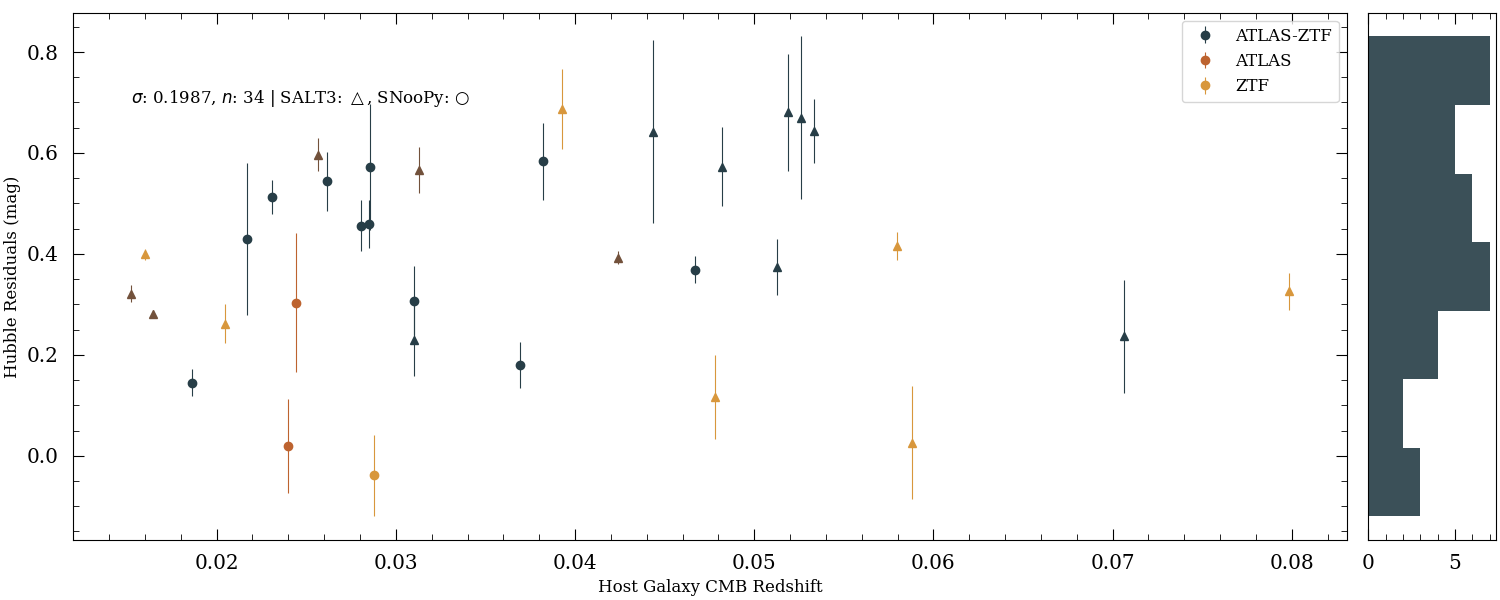 σ: 0.1987, n: 34 | SALT3: △, SNooPy: ○
ATLAS-ZTF
ATLAS
ZTF
Hubble Residuals (mag)
0.8
0.6
0.4
0.2
0.0
0.02 0.03 0.04 0.05 0.06 0.07 0.08
0 5
Host Galaxy CMB Redshift